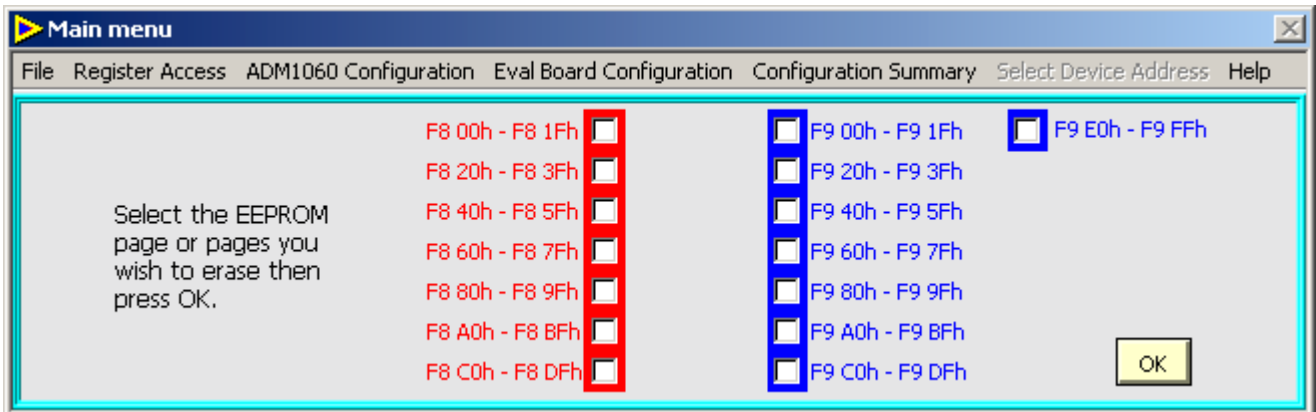 Main menu
File Register Access ADM1060 Configuration Eval Board Configuration Configuration Summary Select Device Address Help
Select the EEPROM
page or pages you
wish to erase then
press OK.
F8 00h - F8 1Fh
F8 20h - F8 3Fh
F8 40h - F8 5Fh
F8 60h - F8 7Fh
F8 80h - F8 9Fh
F8 A0h - F8 BFh
F8 C0h - F8 DFh
F9 00h - F9 1Fh
F9 20h - F9 3Fh
F9 40h - F9 5Fh
F9 60h - F9 7Fh
F9 80h - F9 9Fh
F9 A0h - F9 BFh
F9 C0h - F9 DFh
F9 E0h - F9 FFh
OK